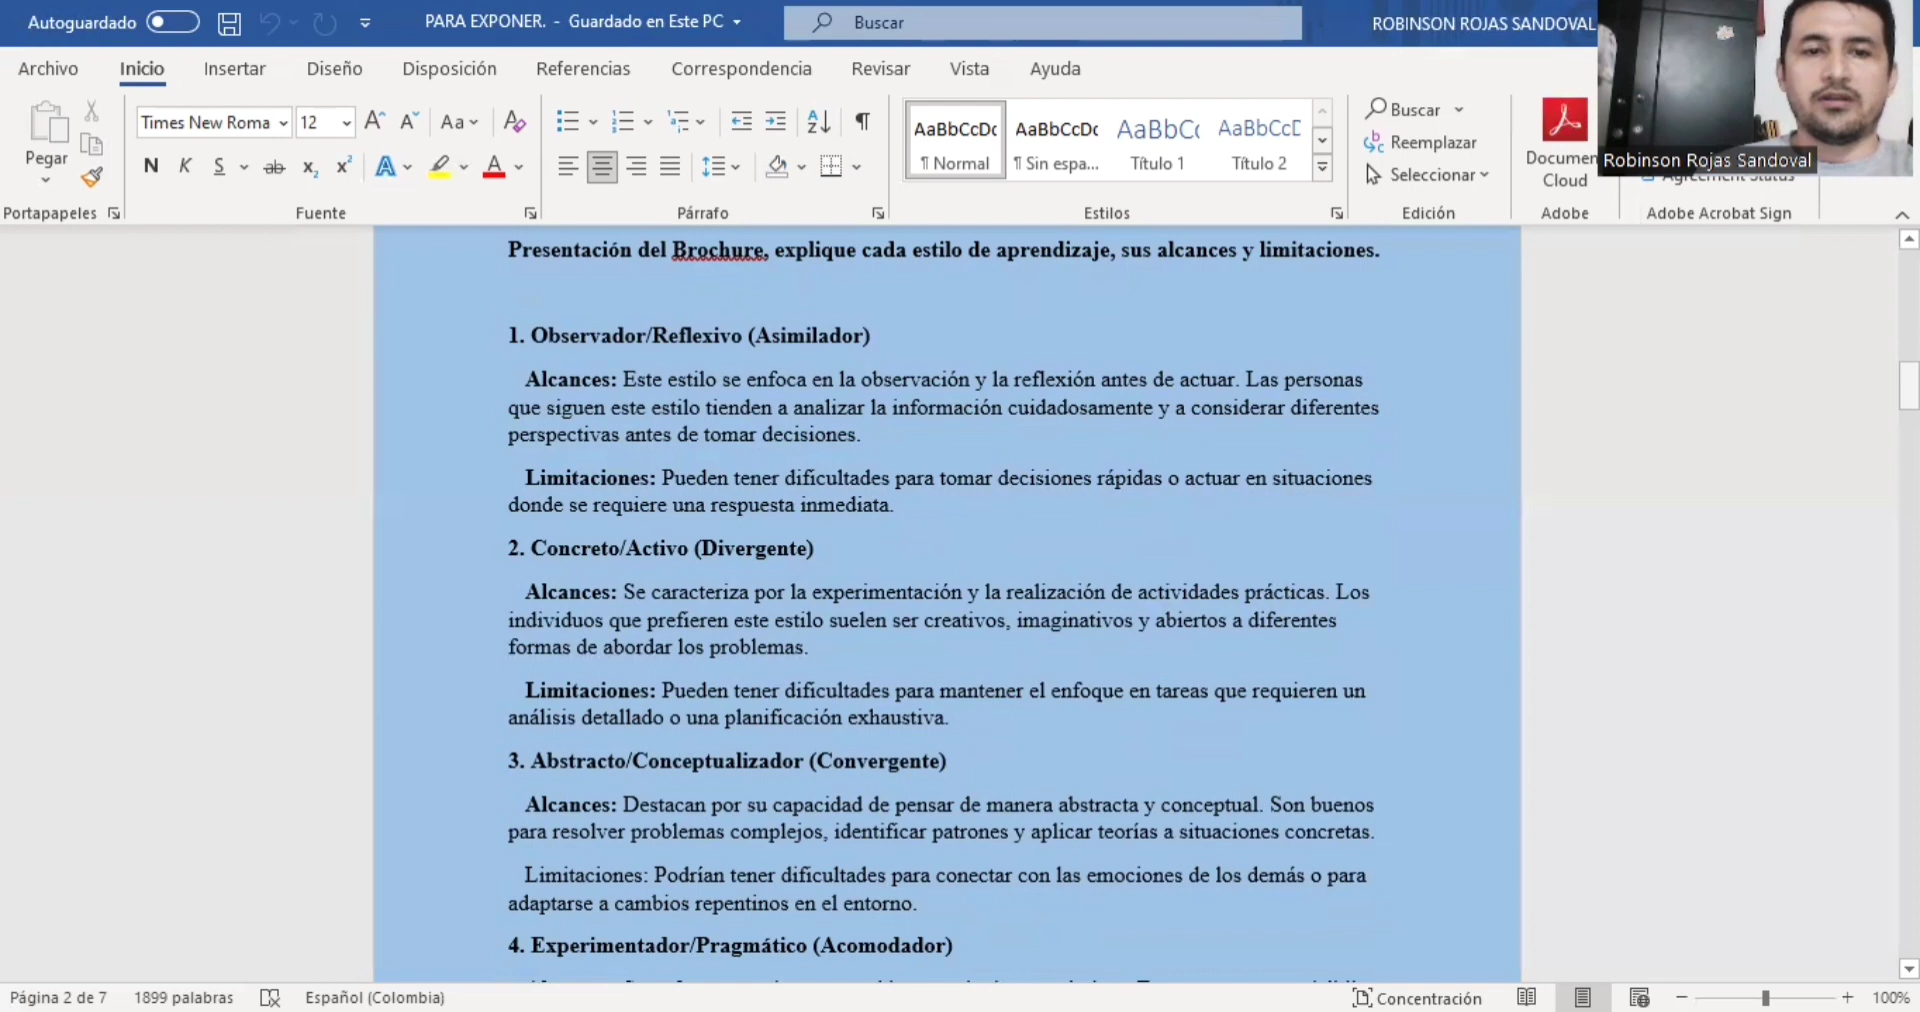 Autoguardado
PARA EXPONER. - Guardado en Este PC
Buscar
ROBINSON ROJAS SANDOVAL
Archivo Inicio Insertar Diseño Disposición Referencias Correspondencia Revisar Vista Ayuda
Pegar
Portapapeles
Times New Roma 12
Aa
N K S ab x₂ x²
Fuente
Párrafo
AaBbCcDc AaBbCcDc AaBbC( AaBbCcE
¶ Normal ¶ Sin espa... Título 1 Título 2
Estilos
Buscar
Reemplazar
Seleccionar
Edición
Documen
Cloud
Adobe
Adobe Acrobat Sign
Robinson Rojas Sandoval
Presentación del Brochure, explique cada estilo de aprendizaje, sus alcances y limitaciones.
1. Observador/Reflexivo (Asimilador)
Alcances: Este estilo se enfoca en la observación y la reflexión antes de actuar. Las personas
que siguen este estilo tienden a analizar la información cuidadosamente y a considerar diferentes
perspectivas antes de tomar decisiones.
Limitaciones: Pueden tener dificultades para tomar decisiones rápidas o actuar en situaciones
donde se requiere una respuesta inmediata.
2. Concreto/Activo (Divergente)
Alcances: Se caracteriza por la experimentación y la realización de actividades prácticas. Los
individuos que prefieren este estilo suelen ser creativos, imaginativos y abiertos a diferentes
formas de abordar los problemas.
Limitaciones: Pueden tener dificultades para mantener el enfoque en tareas que requieren un
análisis detallado o una planificación exhaustiva.
3. Abstracto/Conceptualizador (Convergente)
Alcances: Destacan por su capacidad de pensar de manera abstracta y conceptual. Son buenos
para resolver problemas complejos, identificar patrones y aplicar teorías a situaciones concretas.
Limitaciones: Podrían tener dificultades para conectar con las emociones de los demás o para
adaptarse a cambios repentinos en el entorno.
4. Experimentador/Pragmático (Acomodador)
Página 2 de 7 1899 palabras Español (Colombia) Concentración 100%